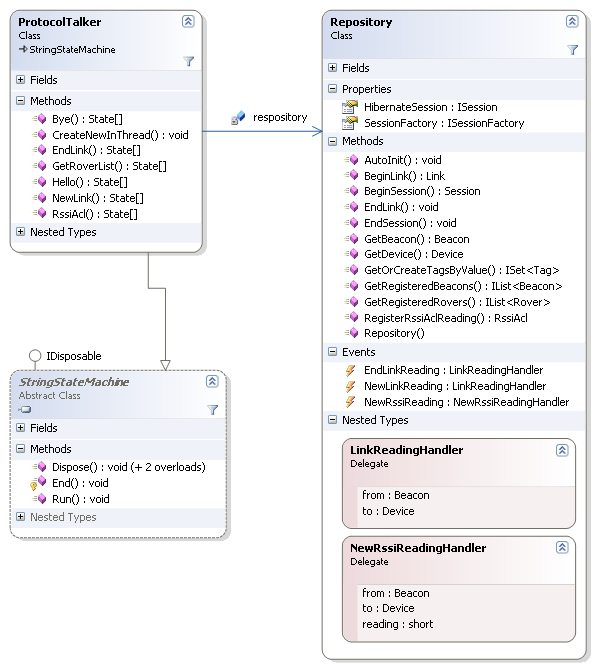 ProtocolTalker
Class
StringStateMachine
Fields
Methods
Bye() : State[]
CreateNewInThread() : void
EndLink() : State[]
GetRoverList() : State[]
Hello() : State[]
NewLink() : State[]
RssiAcl() : State[]
Nested Types
respository
IDisposable
StringStateMachine
Abstract Class
Fields
Methods
Dispose() : void (+ 2 overloads)
End() : void
Run() : void
Nested Types
Repository
Class
Fields
Properties
HibernateSession : ISession
SessionFactory : ISessionFactory
Methods
AutoInit() : void
BeginLink() : Link
BeginSession() : Session
EndLink() : void
EndSession() : void
GetBeacon() : Beacon
GetDevice() : Device
GetOrCreateTagsByValue() : ISet<Tag>
GetRegisteredBeacons() : IList<Beacon>
GetRegisteredRovers() : IList<Rover>
RegisterRssiAclReading() : RssiAcl
Repository()
Events
EndLinkReading : LinkReadingHandler
NewLinkReading : LinkReadingHandler
NewRssiReading : NewRssiReadingHandler
Nested Types
LinkReadingHandler
Delegate
from : Beacon
to : Device
NewRssiReadingHandler
Delegate
from : Beacon
to : Device
reading : short